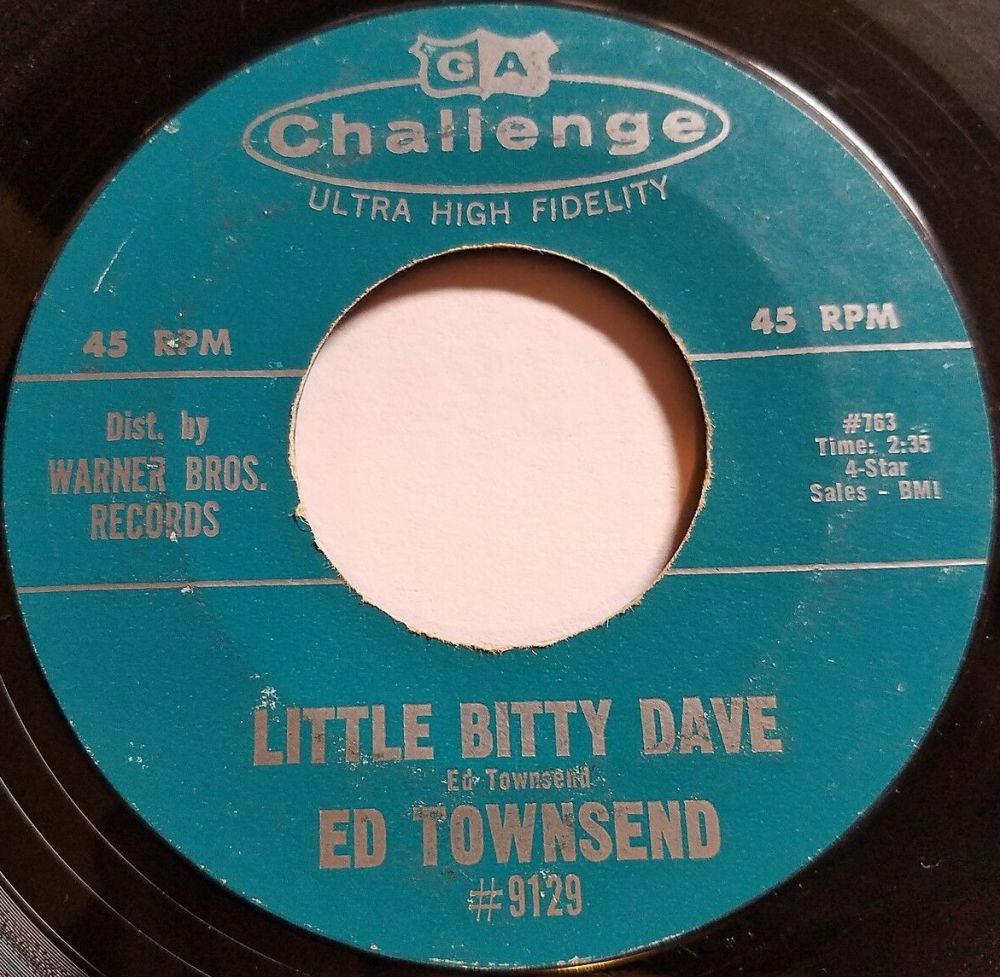 GA
Challenge
ULTRA HIGH FIDELITY
45 RPM
45 RPM
Dist. by
WARNER BROS.
RECORDS
#763
Time: 2:35
4-Star
Sales - BMI
LITTLE BITTY DAVE
Ed Townsend
ED TOWNSEND
#9129